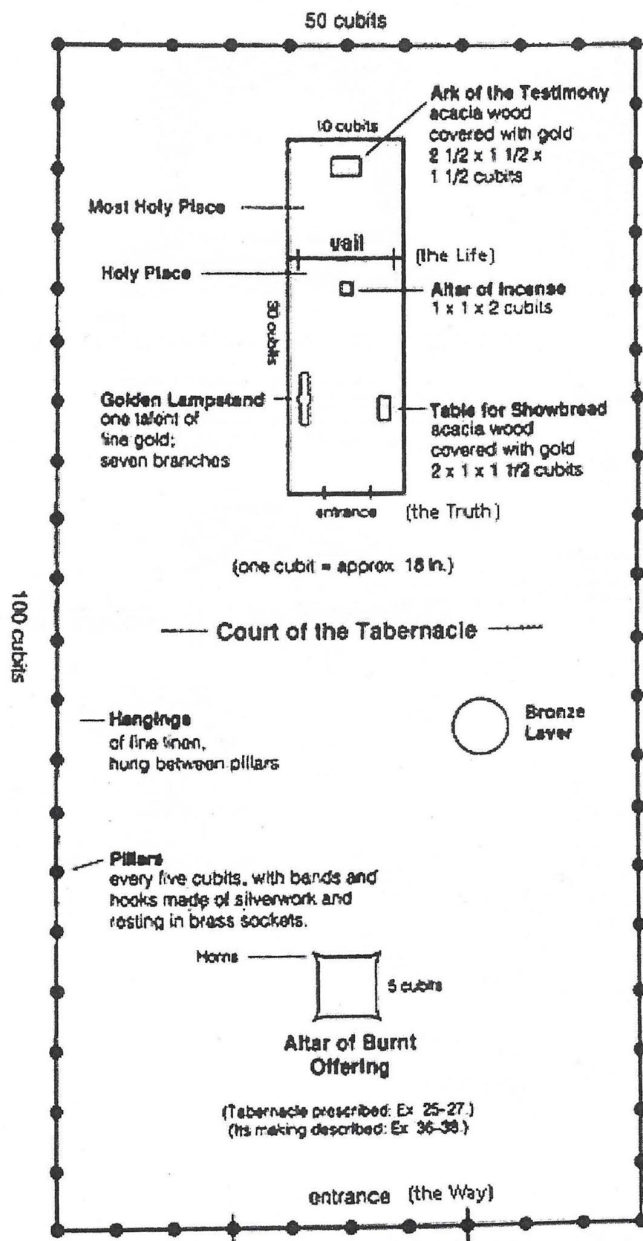 50 cubits
Ark of the Testimony
acacia wood
covered with gold
2 1/2 x 1 1/2 x
1 1/2 cubits
10 cubits
Most Holy Place
vail
(the Life)
Holy Place
Altar of Incense
1 x 1 x 2 cubits
30 cubits
Golden Lampstand
one talent of
fine gold;
seven branches
Table for Showbread
acacia wood
covered with gold
2 x 1 x 1 1/2 cubits
entrance (the Truth)
(one cubit = approx 18 in.)
100 cubits
Court of the Tabernacle
Hangings
of fine linen,
hung between pillars
Bronze
Laver
Pillars
every five cubits, with bands and
hooks made of silverwork and
resting in brass sockets.
Horns
5 cubits
Altar of Burnt
Offering
(Tabernacle prescribed: Ex 25-27.)
(Its making described: Ex 36-38.)
entrance (the Way)